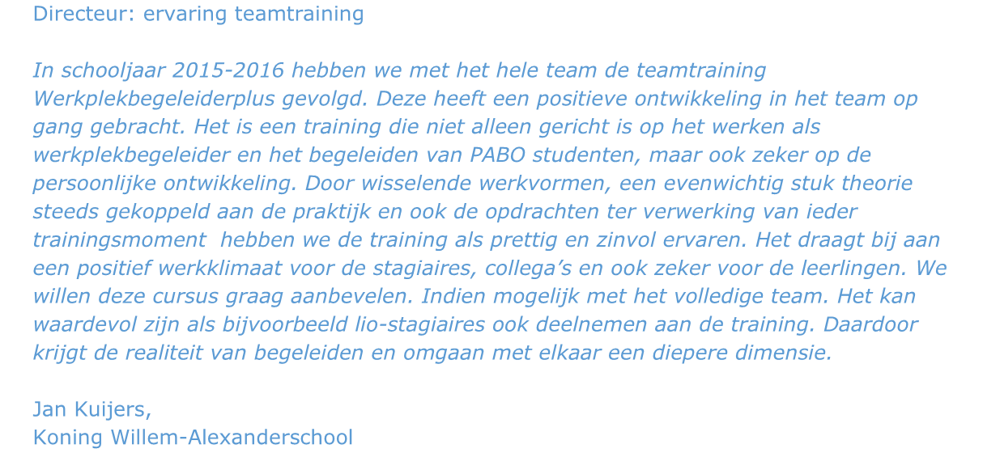 Directeur: ervaring teamtraining
In schooljaar 2015-2016 hebben we met het hele team de teamtraining
Werkplekbegeleiderplus gevolgd. Deze heeft een positieve ontwikkeling in het team op
gang gebracht. Het is een training die niet alleen gericht is op het werken als
werkplekbegeleider en het begeleiden van PABO studenten, maar ook zeker op de
persoonlijke ontwikkeling. Door wisselende werkvormen, een evenwichtig stuk theorie
steeds gekoppeld aan de praktijk en ook de opdrachten ter verwerking van ieder
trainingsmoment  hebben we de training als prettig en zinvol ervaren. Het draagt bij aan
een positief werkklimaat voor de stagiaires, collega’s en ook zeker voor de leerlingen. We
willen deze cursus graag aanbevelen. Indien mogelijk met het volledige team. Het kan
waardevol zijn als bijvoorbeeld lio-stagiaires ook deelnemen aan de training. Daardoor
krijgt de realiteit van begeleiden en omgaan met elkaar een diepere dimensie.
Jan Kuijers,
Koning Willem-Alexanderschool